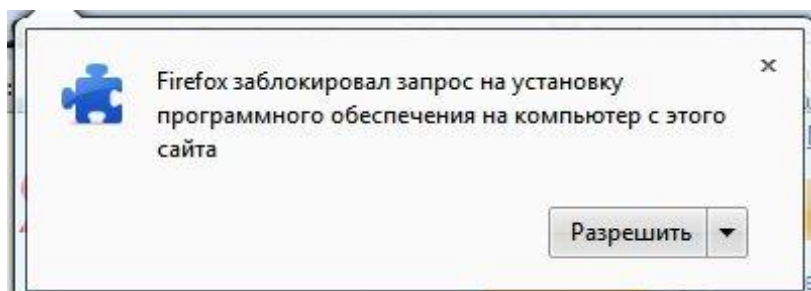 Firefox заблокировал запрос на установку
программного обеспечения на компьютер с этого
сайта
Разрешить